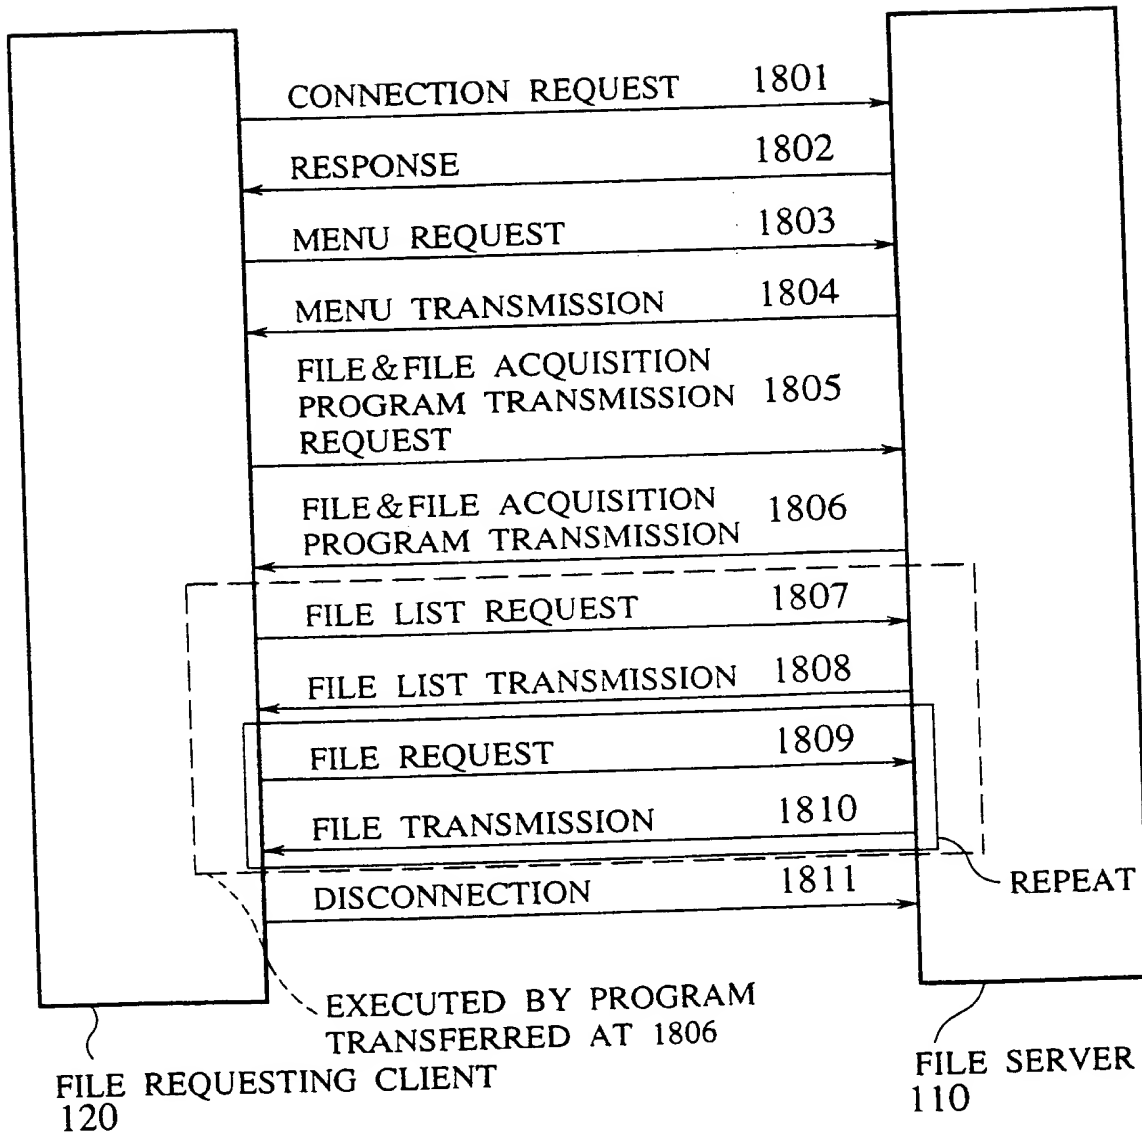 CONNECTION REQUEST 1801
RESPONSE 1802
MENU REQUEST 1803
MENU TRANSMISSION 1804
FILE&FILE ACQUISITION
PROGRAM TRANSMISSION 1805
REQUEST
FILE&FILE ACQUISITION 1806
PROGRAM TRANSMISSION
FILE LIST REQUEST 1807
FILE LIST TRANSMISSION 1808
FILE REQUEST 1809
FILE TRANSMISSION 1810
DISCONNECTION 1811
REPEAT
EXECUTED BY PROGRAM
TRANSFERRED AT 1806
FILE REQUESTING CLIENT
120
FILE SERVER
110